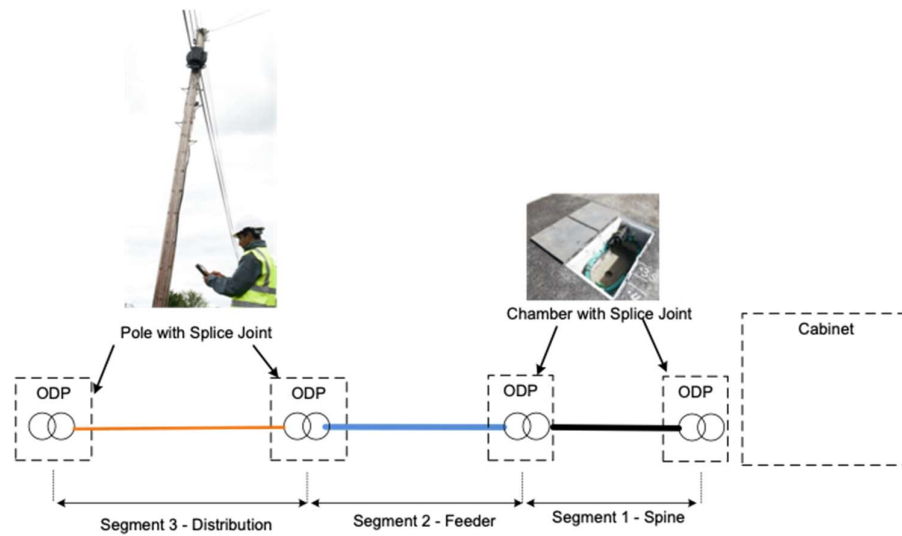 Pole with Splice Joint
Chamber with Splice Joint
Cabinet
ODP
ODP
ODP
ODP
Segment 3 - Distribution
Segment 2 - Feeder
Segment 1 - Spine